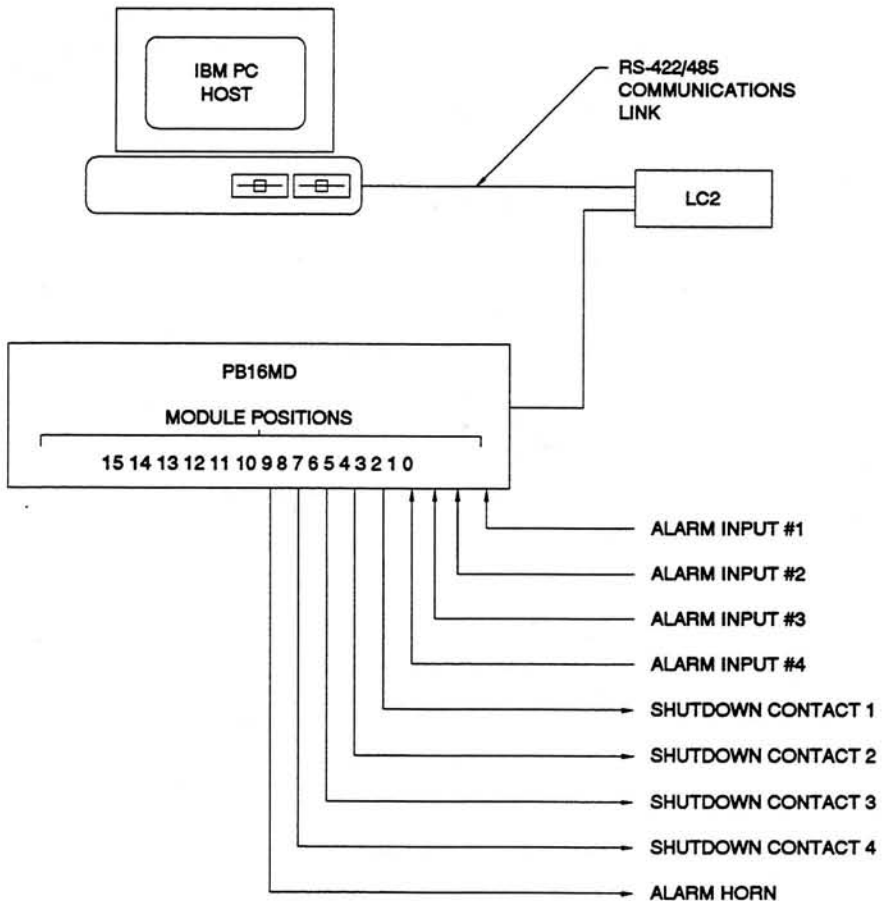 IBM PC
HOST
RS-422/485
COMMUNICATIONS
LINK
LC2
PB16MD
MODULE POSITIONS
15 14 13 12 11 10 9 8 7 6 5 4 3 2 1 0
ALARM INPUT #1
ALARM INPUT #2
ALARM INPUT #3
ALARM INPUT #4
SHUTDOWN CONTACT 1
SHUTDOWN CONTACT 2
SHUTDOWN CONTACT 3
SHUTDOWN CONTACT 4
ALARM HORN